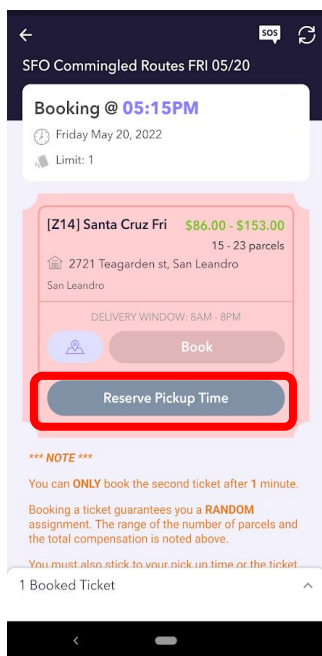 SOS
SFO Commingled Routes FRI 05/20
Booking @ 05:15PM
Friday May 20, 2022
Limit: 1
[Z14] Santa Cruz Fri $86.00 - $153.00
15 - 23 parcels
2721 Teagarden st, San Leandro
San Leandro
DELIVERY WINDOW: 8AM - 8PM
Book
Reserve Pickup Time
*** NOTE ***
You can ONLY book the second ticket after 1 minute.
Booking a ticket guarantees you a RANDOM
assignment. The range of the number of parcels and
the total compensation is noted above.
You must also stick to your pick up time or the ticket
1 Booked Ticket